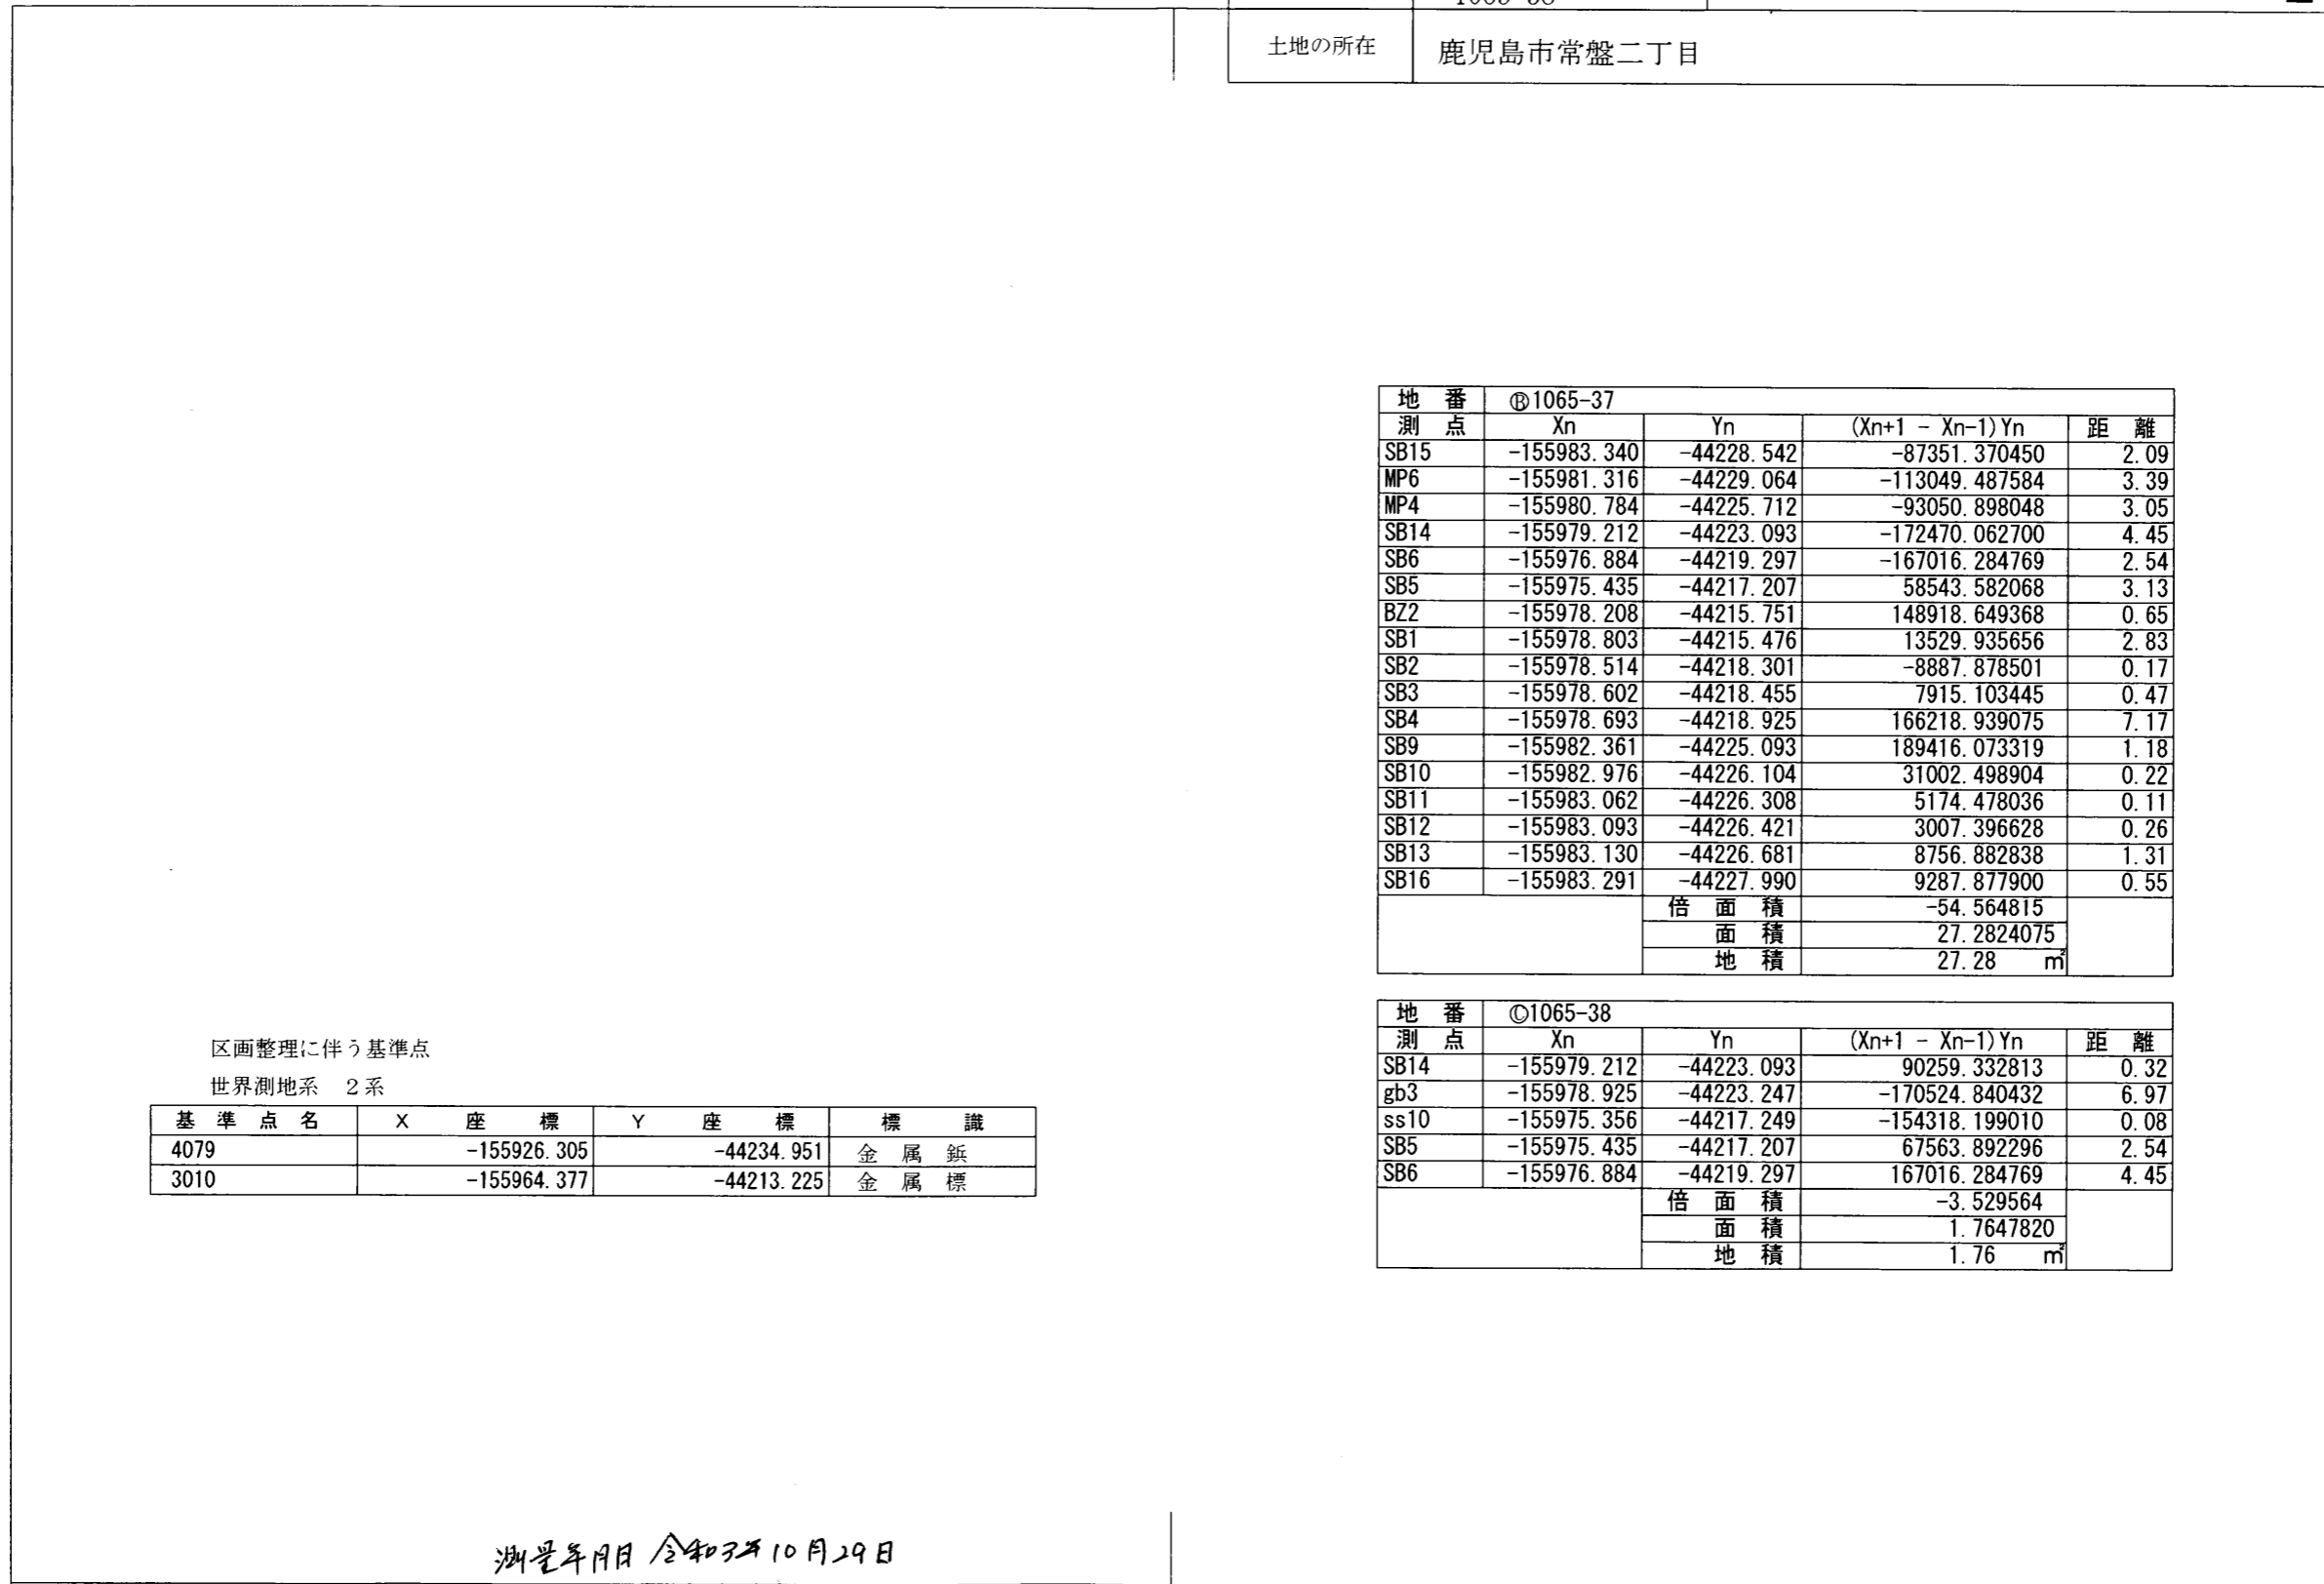 1065-38
土地の所在 鹿児島市常盤二丁目
地 番 Ⓑ1065-37
測 点 Xn Yn (Xn+1 - Xn-1)Yn 距 離
SB15 -155983.340 -44228.542 -87351.370450 2.09
MP6 -155981.316 -44229.064 -113049.487584 3.39
MP4 -155980.784 -44225.712 -93050.898048 3.05
SB14 -155979.212 -44223.093 -172470.062700 4.45
SB6 -155976.884 -44219.297 -167016.284769 2.54
SB5 -155975.435 -44217.207 58543.582068 3.13
BZ2 -155978.208 -44215.751 148918.649368 0.65
SB1 -155978.803 -44215.476 13529.935656 2.83
SB2 -155978.514 -44218.301 -8887.878501 0.17
SB3 -155978.602 -44218.455 7915.103445 0.47
SB4 -155978.693 -44218.925 166218.939075 7.17
SB9 -155982.361 -44225.093 189416.073319 1.18
SB10 -155982.976 -44226.104 31002.498904 0.22
SB11 -155983.062 -44226.308 5174.478036 0.11
SB12 -155983.093 -44226.421 3007.396628 0.26
SB13 -155983.130 -44226.681 8756.882838 1.31
SB16 -155983.291 -44227.990 9287.877900 0.55
倍 面 積 -54.564815
面 積 27.2824075
地 積 27.28 ㎡
地 番 Ⓒ1065-38
測 点 Xn Yn (Xn+1 - Xn-1)Yn 距 離
SB14 -155979.212 -44223.093 90259.332813 0.32
gb3 -155978.925 -44223.247 -170524.840432 6.97
ss10 -155975.356 -44217.249 -154318.199010 0.08
SB5 -155975.435 -44217.207 67563.892296 2.54
SB6 -155976.884 -44219.297 167016.284769 4.45
倍 面 積 -3.529564
面 積 1.7647820
地 積 1.76 ㎡
区画整理に伴う基準点
世界測地系 2系
基 準 点 名 X 座 標 Y 座 標 標 識
4079 -155926.305 -44234.951 金 属 鋲
3010 -155964.377 -44213.225 金 属 標
測量年月日 令和3年10月29日